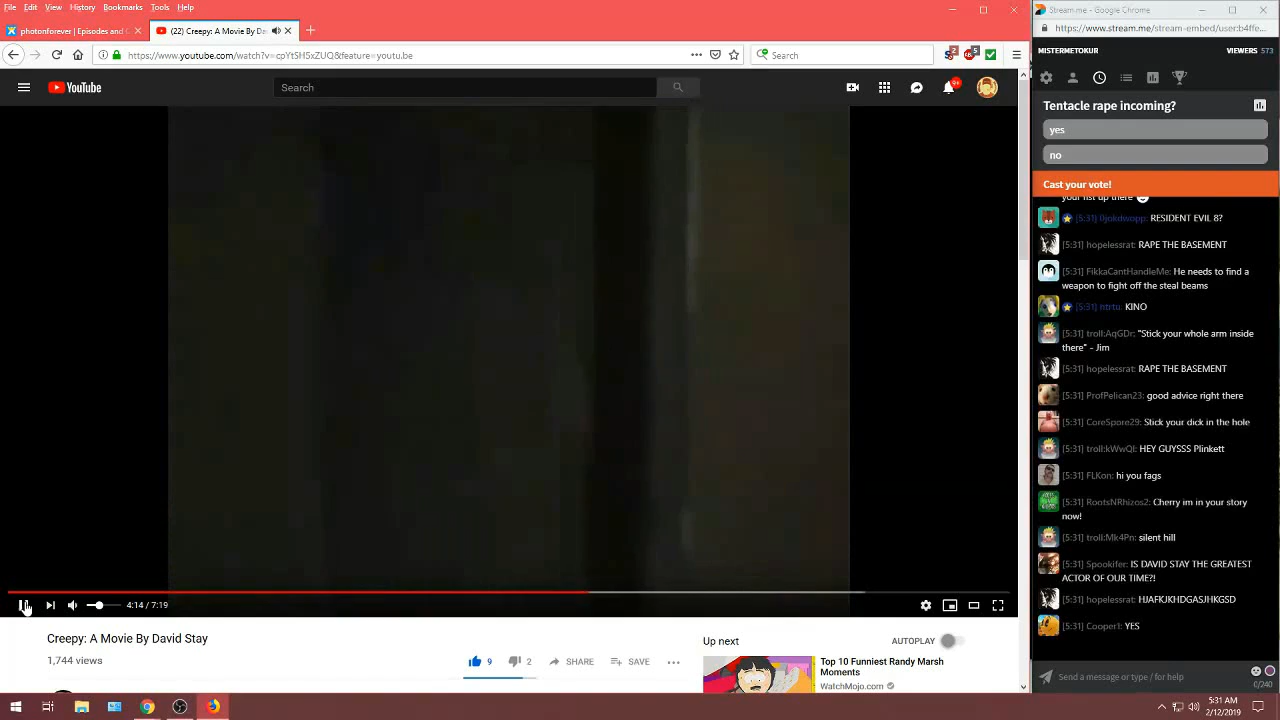 File Edit View History Bookmarks Tools Help
photonforever | Episodes and C
(22) Creepy: A Movie By David
https://www.youtube.com/watch?v=cpYtSH5xZUQ&feature=youtu.be
Search
2
5
YouTube
Search
9+
4:14 / 7:19
Creepy: A Movie By David Stay
1,744 views
9
2
SHARE
SAVE
Up next
AUTOPLAY
Top 10 Funniest Randy Marsh
Moments
WatchMojo.com
Stream.me - Google Chrome
https://www.stream.me/stream-embed/user:b4ffe...
MISTERMETOKUR
VIEWERS 573
Tentacle rape incoming?
yes
no
Cast your vote!
your fist up there
[5:31] 0jokdwopp: RESIDENT EVIL 8?
[5:31] hopelessrat: RAPE THE BASEMENT
[5:31] FikkaCantHandleMe: He needs to find a
weapon to fight off the steal beams
[5:31] htrtu: KINO
[5:31] troll:AqGDr: "Stick your whole arm inside
there" - Jim
[5:31] hopelessrat: RAPE THE BASEMENT
[5:31] ProfPelican23: good advice right there
[5:31] CoreSpore29: Stick your dick in the hole
[5:31] troll:kWwQl: HEY GUYSSS Plinkett
[5:31] FLKon: hi you fags
[5:31] RootsNRhizos2: Cherry im in your story
now!
[5:31] troll:Mk4Pn: silent hill
[5:31] Spookifer: IS DAVID STAY THE GREATEST
ACTOR OF OUR TIME?!
[5:31] hopelessrat: HJAFKJKHDGASJHKGSD
[5:31] Cooper1: YES
Send a message or type / for help
0/240
5:31 AM
2/12/2019